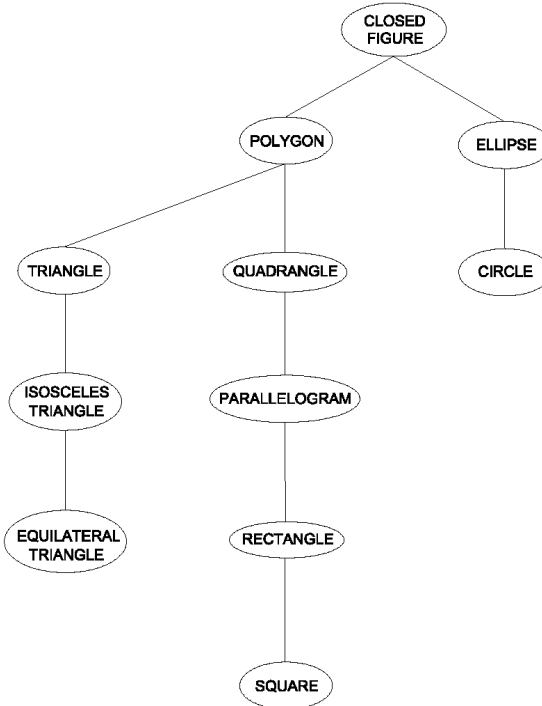 CLOSED
FIGURE
POLYGON
ELLIPSE
TRIANGLE
QUADRANGLE
CIRCLE
ISOSCELES
TRIANGLE
PARALLELOGRAM
EQUILATERAL
TRIANGLE
RECTANGLE
SQUARE